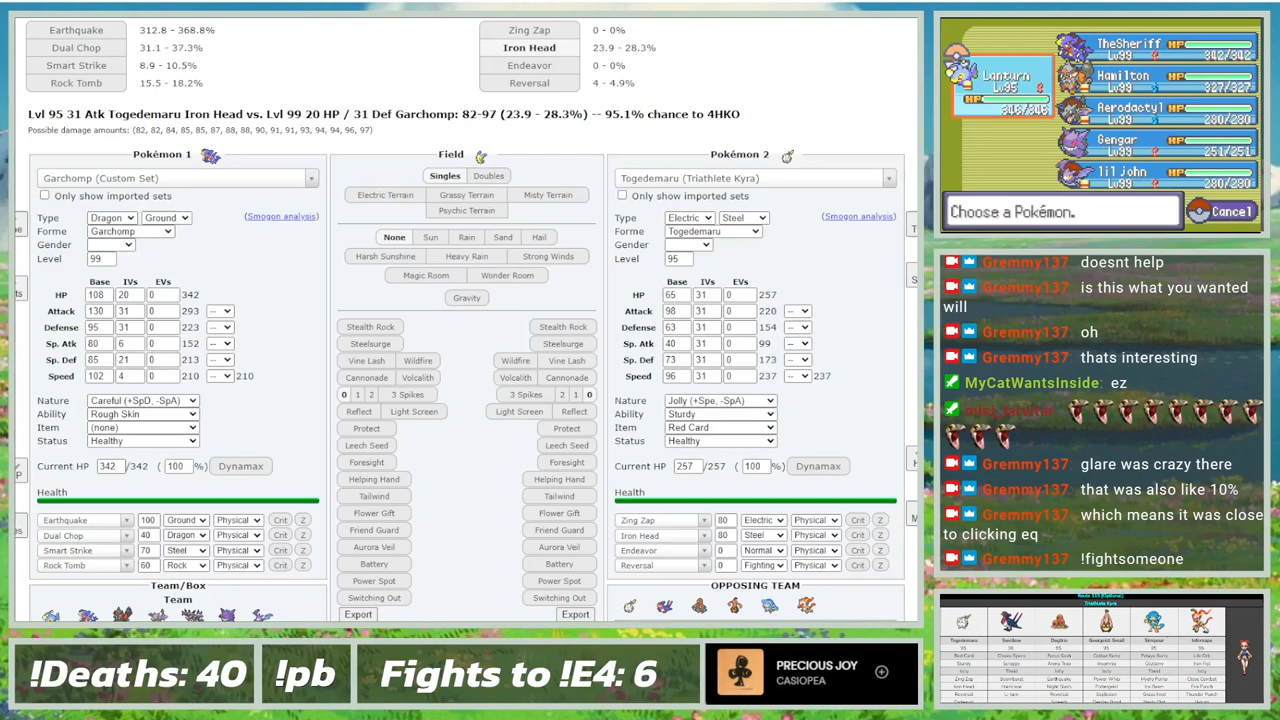 Earthquake 312.8 - 368.8%
Dual Chop 31.1 - 37.3%
Smart Strike 8.9 - 10.5%
Rock Tomb 15.5 - 18.2%
Zing Zap 0 - 0%
Iron Head 23.9 - 28.3%
Endeavor 0 - 0%
Reversal 4 - 4.9%
Lvl 95 31 Atk Togedemaru Iron Head vs. Lvl 99 20 HP / 31 Def Garchomp: 82-97 (23.9 - 28.3%) -- 95.1% chance to 4HKO
Possible damage amounts: (82, 82, 84, 85, 85, 87, 88, 88, 90, 91, 91, 93, 94, 94, 96, 97)
Pokémon 1
Garchomp (Custom Set)
Only show imported sets
Type Dragon Ground (Smogon analysis)
Forme Garchomp
Gender
Level 99
Base IVs EVs
HP 108 20 0 342
Attack 130 31 0 293 --
Defense 95 31 0 223 --
Sp. Atk 80 6 0 152 --
Sp. Def 85 21 0 213 --
Speed 102 4 0 210 -- 210
Nature Careful (+SpD, -SpA)
Ability Rough Skin
Item (none)
Status Healthy
Current HP 342 /342 ( 100 %) Dynamax
Health
Earthquake 100 Ground Physical Crit Z
Dual Chop 40 Dragon Physical Crit Z
Smart Strike 70 Steel Physical Crit Z
Rock Tomb 60 Rock Physical Crit Z
Team/Box
Team
Field
Singles Doubles
Electric Terrain Grassy Terrain Misty Terrain
Psychic Terrain
None Sun Rain Sand Hail
Harsh Sunshine Heavy Rain Strong Winds
Magic Room Wonder Room
Gravity
Stealth Rock Stealth Rock
Steelsurge Steelsurge
Vine Lash Wildfire Wildfire Vine Lash
Cannonade Volcalith Volcalith Cannonade
0 1 2 3 Spikes 3 Spikes 2 1 0
Reflect Light Screen Light Screen Reflect
Protect Protect
Leech Seed Leech Seed
Foresight Foresight
Helping Hand Helping Hand
Tailwind Tailwind
Flower Gift Flower Gift
Friend Guard Friend Guard
Aurora Veil Aurora Veil
Battery Battery
Power Spot Power Spot
Switching Out Switching Out
Export Export
Pokémon 2
Togedemaru (Triathlete Kyra)
Only show imported sets
Type Electric Steel (Smogon analysis)
Forme Togedemaru
Gender
Level 95
Base IVs EVs
HP 65 31 0 257
Attack 98 31 0 220 --
Defense 63 31 0 154 --
Sp. Atk 40 31 0 99 --
Sp. Def 73 31 0 173 --
Speed 96 31 0 237 -- 237
Nature Jolly (+Spe, -SpA)
Ability Sturdy
Item Red Card
Status Healthy
Current HP 257 /257 ( 100 %) Dynamax
Health
Zing Zap 80 Electric Physical Crit Z
Iron Head 80 Steel Physical Crit Z
Endeavor 0 Normal Physical Crit Z
Reversal 0 Fighting Physical Crit Z
OPPOSING TEAM
Lanturn
Lv95
HP
346/346
TheSheriff HP
Lv99 342/342
Hamilton HP
Lv99 327/327
Aerodactyl HP
Lv99 280/280
Gengar HP
Lv99 251/251
lil john HP
Lv99 280/280
Choose a Pokémon.
Cancel
Gremmy137: doesnt help
Gremmy137: is this what you wanted
will
Gremmy137: oh
Gremmy137: thats interesting
MyCatWantsInside: ez
Gremmy137: glare was crazy there
Gremmy137: that was also like 10%
Gremmy137: which means it was close
to clicking eq
Gremmy137: !fightsomeone
Triathlete Kyra
!Deaths: 40 !pb Fights:18 !E4: 6
PRECIOUS JOY
CASIOPEA